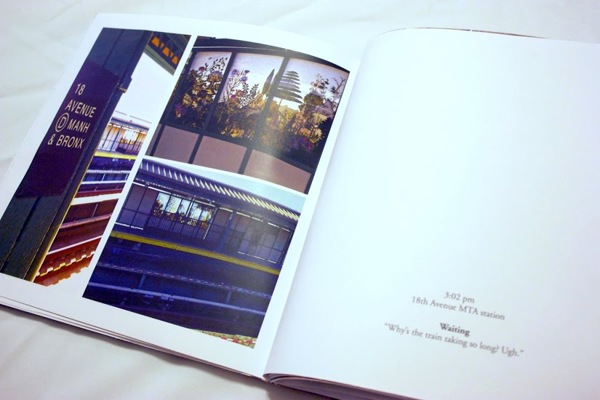 18
AVENUE
D MANH
& BRONX
3:02 pm
18th Avenue MTA station
Waiting
"Why's the train taking so long? Ugh."